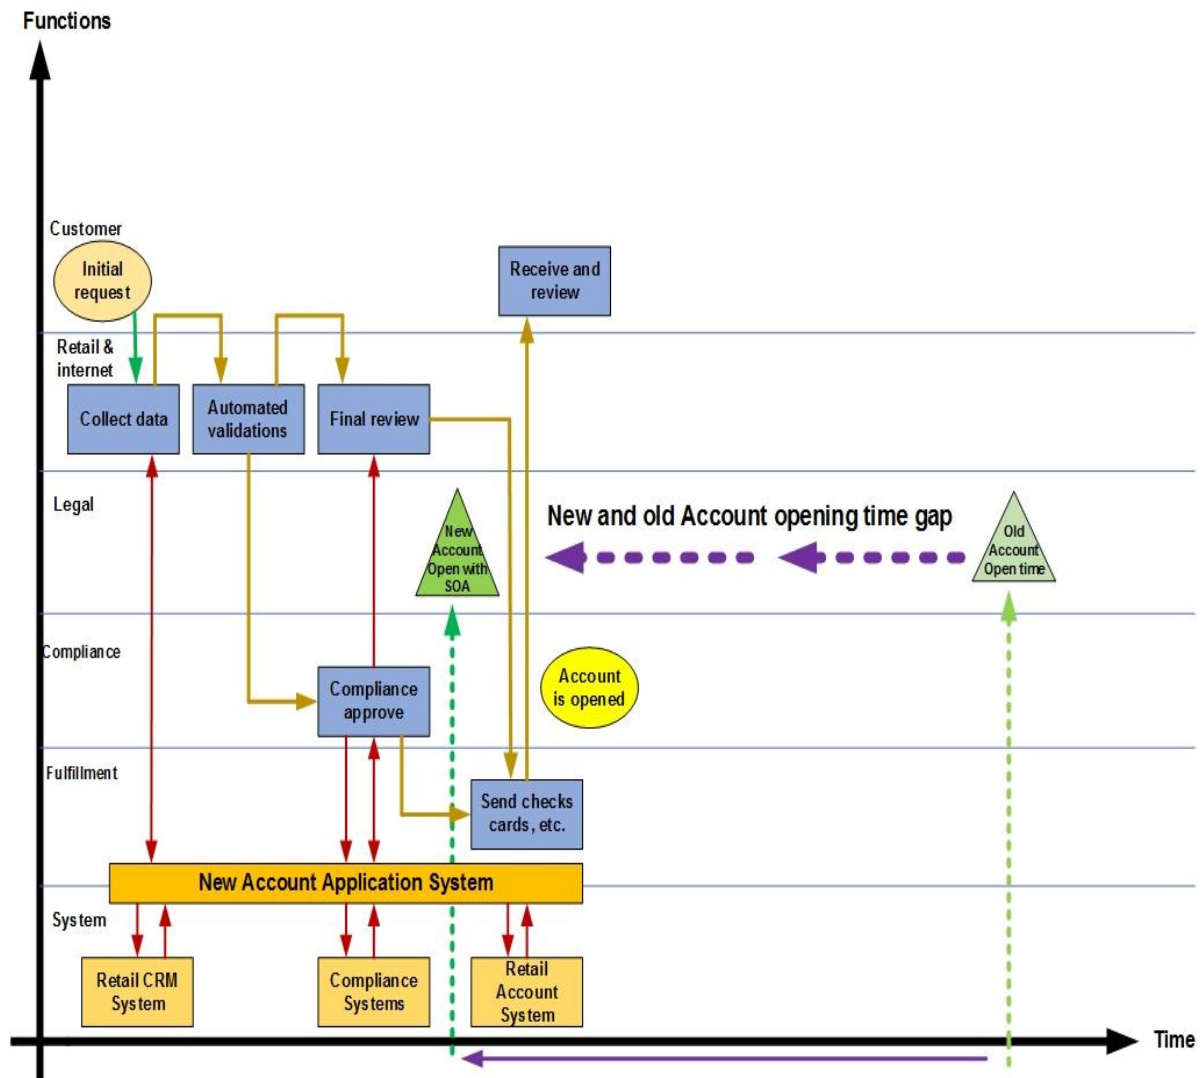 Functions
Customer
Initial
request
Receive and
review
Retail &
internet
Collect data
Automated
validations
Final review
Legal
New
Account
Open with
SOA
New and old Account opening time gap
Old
Account
Open time
Compliance
Compliance
approve
Account
is opened
Fulfillment
Send checks
cards, etc.
New Account Application System
System
Retail CRM
System
Compliance
Systems
Retail
Account
System
Time